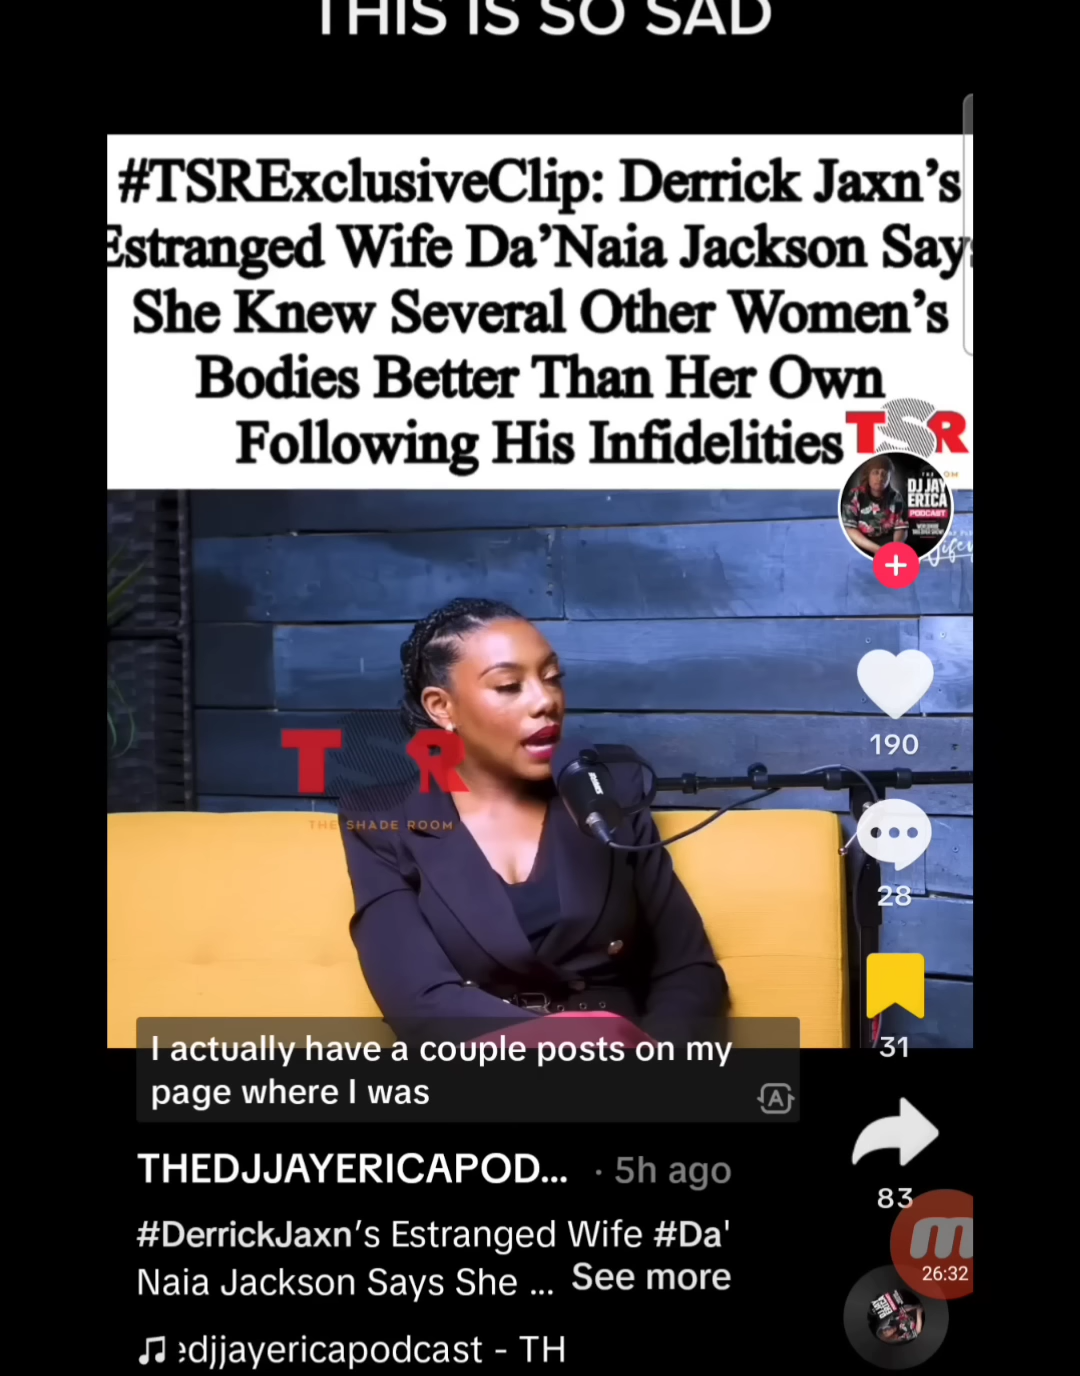 THIS IS SO SAD
#TSRExclusiveClip: Derrick Jaxn's
Estranged Wife Da'Naia Jackson Says
She Knew Several Other Women's
Bodies Better Than Her Own
Following His Infidelities
TSR
DJ JAY
ERICA
PODCAST
190
TSR
THE SHADE ROOM
28
I actually have a couple posts on my
page where I was
A
31
THEDJJAYERICAPOD... · 5h ago
83
#DerrickJaxn's Estranged Wife #Da'
Naia Jackson Says She ... See more
26:32
edjjayericapodcast - TH